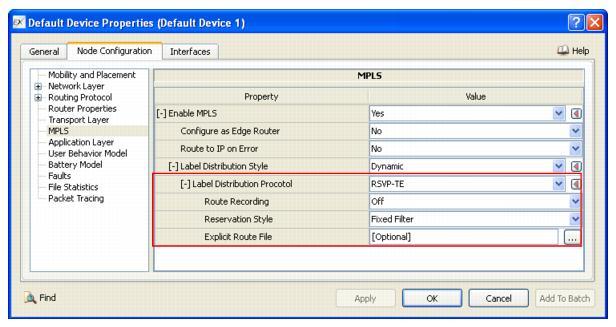 EX Default Device Properties (Default Device 1)
General Node Configuration Interfaces Help
Mobility and Placement
Network Layer
Routing Protocol
Router Properties
Transport Layer
MPLS
Application Layer
User Behavior Model
Battery Model
Faults
File Statistics
Packet Tracing
MPLS
Property Value
[-] Enable MPLS Yes
Configure as Edge Router No
Route to IP on Error No
[-] Label Distribution Style Dynamic
[-] Label Distribution Procotol RSVP-TE
Route Recording Off
Reservation Style Fixed Filter
Explicit Route File [Optional] ...
Find Apply OK Cancel Add To Batch